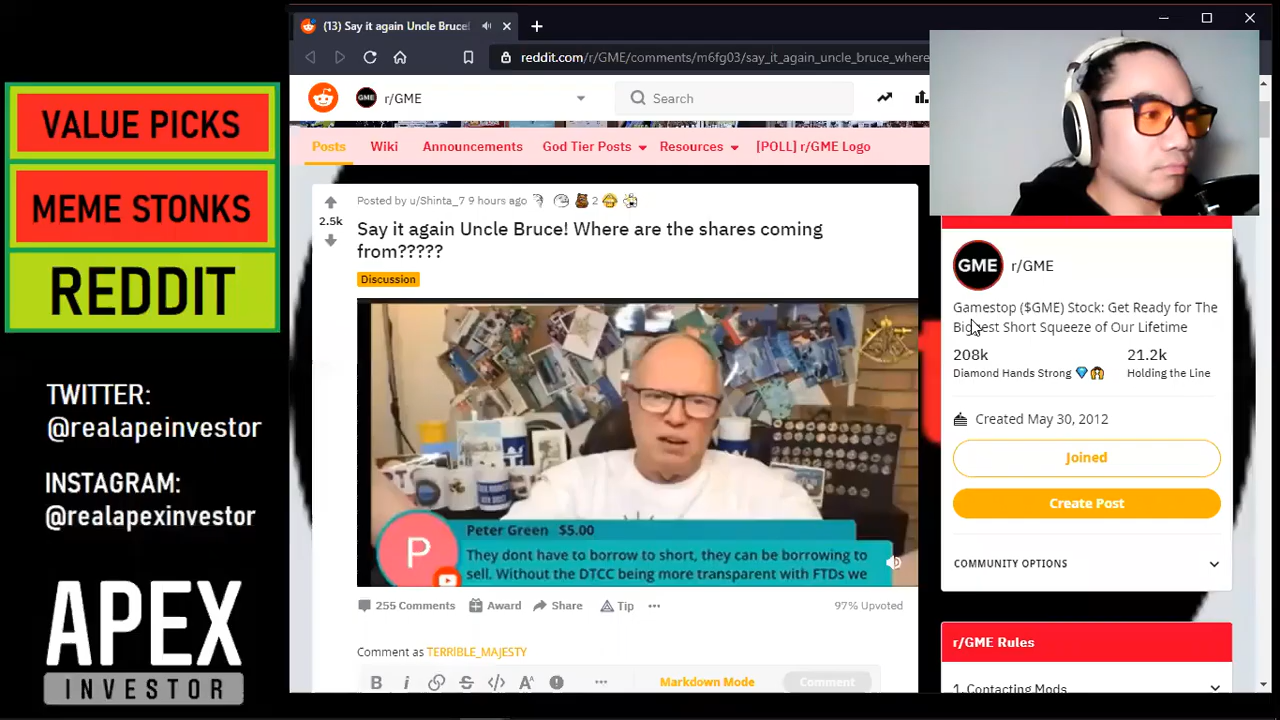 VALUE PICKS
MEME STONKS
REDDIT
TWITTER:
@realapeinvestor
INSTAGRAM:
@realapexinvestor
APEX
INVESTOR
(13) Say it again Uncle Bruce!
reddit.com/r/GME/comments/m6fg03/say_it_again_uncle_bruce_where
GME r/GME
Search
Posts Wiki Announcements God Tier Posts Resources [POLL] r/GME Logo
2.5k
Posted by u/Shinta_7 9 hours ago 2
Say it again Uncle Bruce! Where are the shares coming
from?????
Discussion
P
Peter Green $5.00
They dont have to borrow to short, they can be borrowing to
sell. Without the DTCC being more transparent with FTDs we
255 Comments Award Share Tip ••• 97% Upvoted
Comment as TERRIBLE_MAJESTY
B i S </> A ••• Markdown Mode Comment
GME r/GME
Gamestop ($GME) Stock: Get Ready for The
Biggest Short Squeeze of Our Lifetime
208k 21.2k
Diamond Hands Strong 💎🙌 Holding the Line
Created May 30, 2012
Joined
Create Post
COMMUNITY OPTIONS
r/GME Rules
1. Contacting Mods